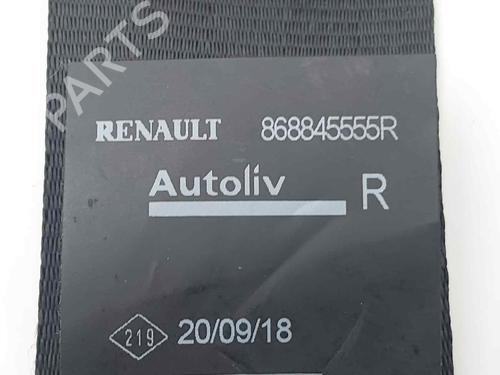 PARTS
RENAULT 868845555R
Autoliv R
219 20/09/18